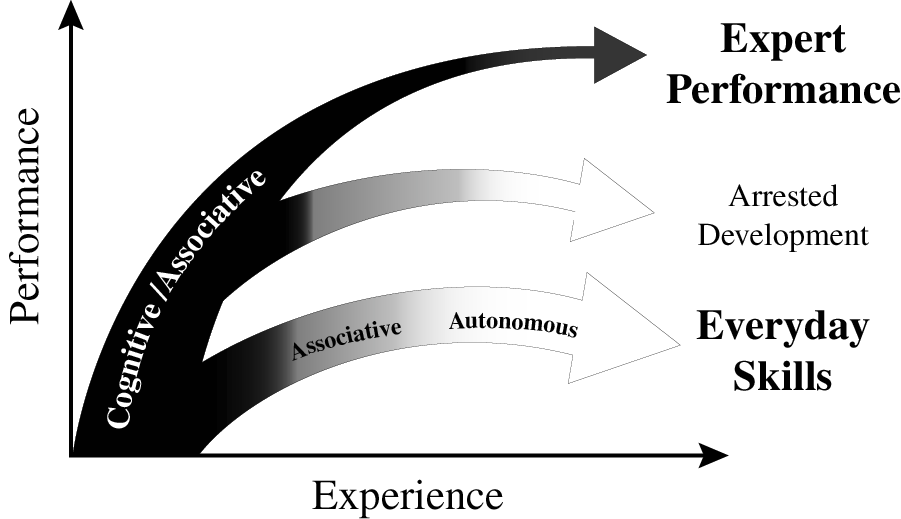 Expert
Performance
Performance
Cognitive /Associative
Arrested
Development
Associative
Autonomous
Everyday
Skills
Experience